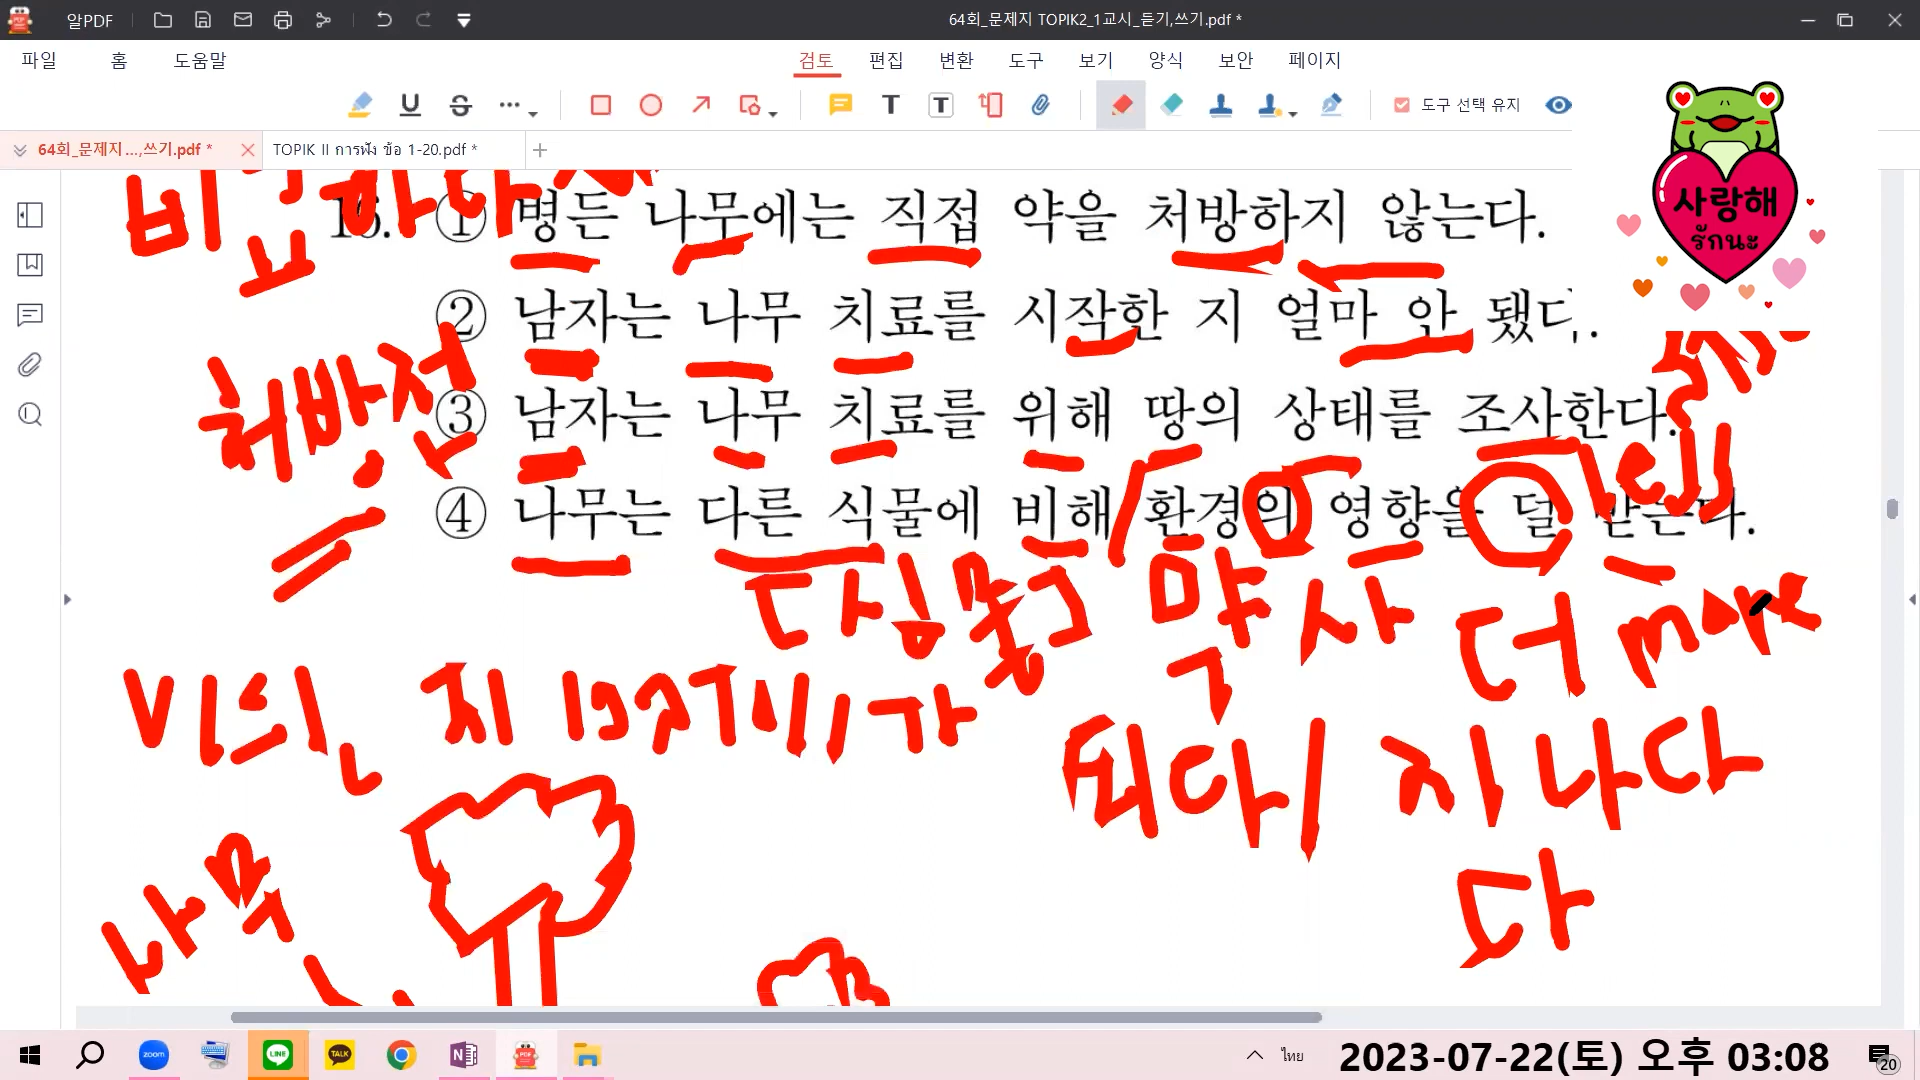 알PDF
64회_문제지 TOPIK2_1교시_듣기,쓰기.pdf *
파일 홈 도움말 검토 편집 변환 도구 보기 양식 보안 페이지
도구 선택 유지
64회_문제지 ...,쓰기.pdf *
TOPIK II การฟัง ข้อ 1-20.pdf *
사랑해
รักนะ
① 병든 나무에는 직접 약을 처방하지 않는다.
② 남자는 나무 치료를 시작한 지 얼마 안 됐다.
처방전
③ 남자는 나무 치료를 위해 땅의 상태를 조사한다.
less
④ 나무는 다른 식물에 비해 환경의 영향을 덜 받는다.
약사 더 more
지
되다/ 지나다
나무
다
zoom LINE TALK N PDF
ไทย
2023-07-22(토) 오후 03:08
20